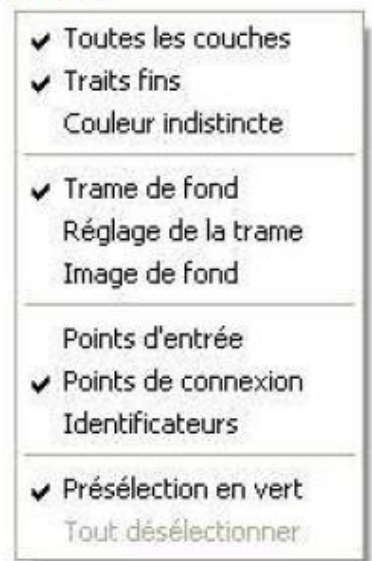 Toutes les couches
Traits fins
Couleur indistincte
Trame de fond
Réglage de la trame
Image de fond
Points d'entrée
Points de connexion
Identificateurs
Présélection en vert
Tout désélectionner